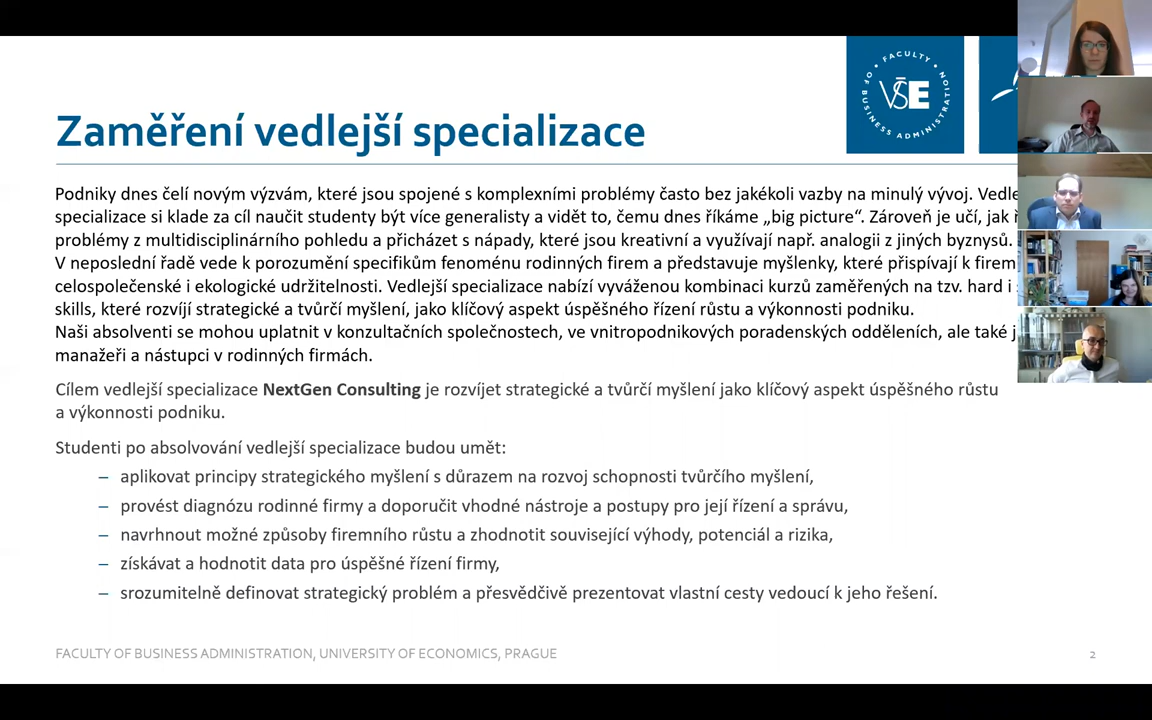 FACULTY OF BUSINESS ADMINISTRATION
VŠE
Zaměření vedlejší specializace
Podniky dnes čelí novým výzvám, které jsou spojené s komplexními problémy často bez jakékoli vazby na minulý vývoj.
specializace si klade za cíl naučit studenty být více generalisty a vidět to, čemu dnes říkáme „big picture“. Zároveň je učí, jak
problémy z multidisciplinárního pohledu a přicházet s nápady, které jsou kreativní a využívají např. analogii z jiných byznysů.
V neposlední řadě vede k porozumění specifikům fenoménu rodinných firem a představuje myšlenky, které přispívají k
celospolečenské i ekologické udržitelnosti. Vedlejší specializace nabízí vyváženou kombinaci kurzů zaměřených na tzv. hard i
skills, které rozvíjí strategické a tvůrčí myšlení, jako klíčový aspekt úspěšného řízení růstu a výkonnosti podniku.
Naši absolventi se mohou uplatnit v konzultačních společnostech, ve vnitropodnikových poradenských odděleních, ale také
manažeři a nástupci v rodinných firmách.
Cílem vedlejší specializace NextGen Consulting je rozvíjet strategické a tvůrčí myšlení jako klíčový aspekt úspěšného růstu
a výkonnosti podniku.
Studenti po absolvování vedlejší specializace budou umět:
– aplikovat principy strategického myšlení s důrazem na rozvoj schopnosti tvůrčího myšlení,
– provést diagnózu rodinné firmy a doporučit vhodné nástroje a postupy pro její řízení a správu,
– navrhnout možné způsoby firemního růstu a zhodnotit související výhody, potenciál a rizika,
– získávat a hodnotit data pro úspěšné řízení firmy,
– srozumitelně definovat strategický problém a přesvědčivě prezentovat vlastní cesty vedoucí k jeho řešení.
FACULTY OF BUSINESS ADMINISTRATION, UNIVERSITY OF ECONOMICS, PRAGUE
2